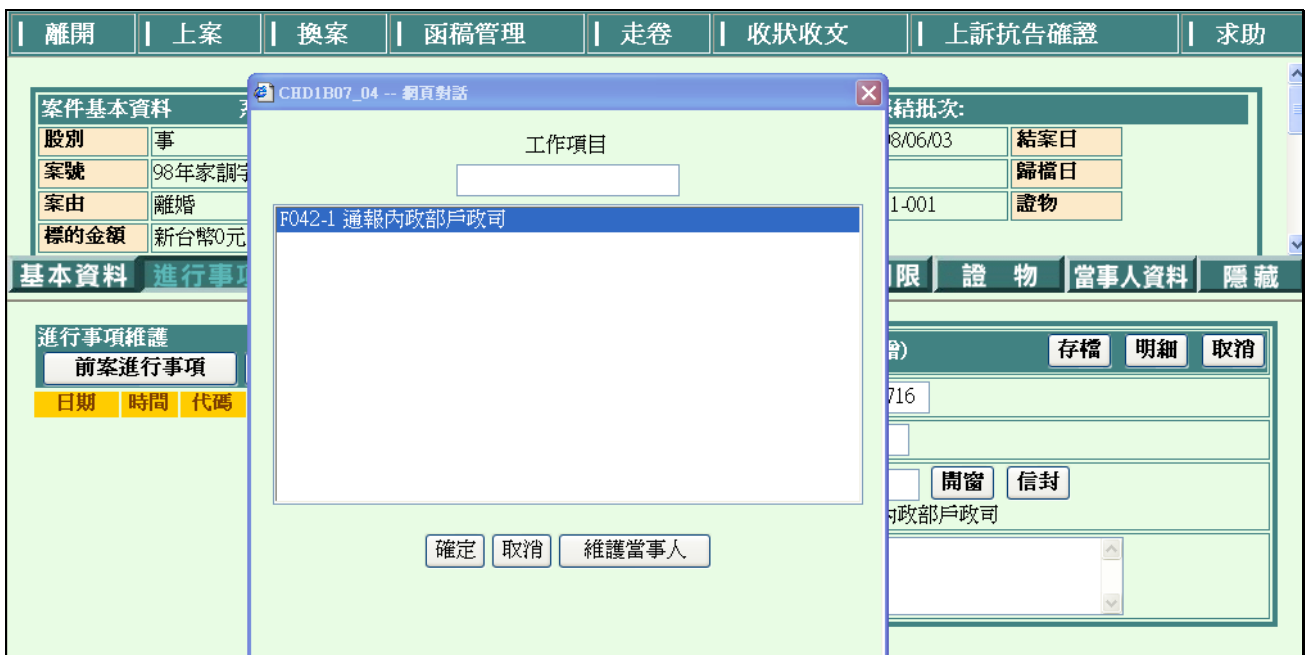 離開 上案 換案 函稿管理 走卷 收狀收文 上訴抗告確證 求助
CHD1B07_04 -- 網頁對話
案件基本資料 結批次:
股別 事 8/06/03 結案日
案號 98年家調字 歸檔日
案由 離婚 1-001 證物
標的金額 新台幣0元
工作項目
F042-1 通報內政部戶政司
基本資料 進行事項 限 證 物 當事人資料 隱藏
進行事項維護 存檔 明細 取消
前案進行事項 716
日期 時間 代碼
開窗 信封
內政部戶政司
確定 取消 維護當事人